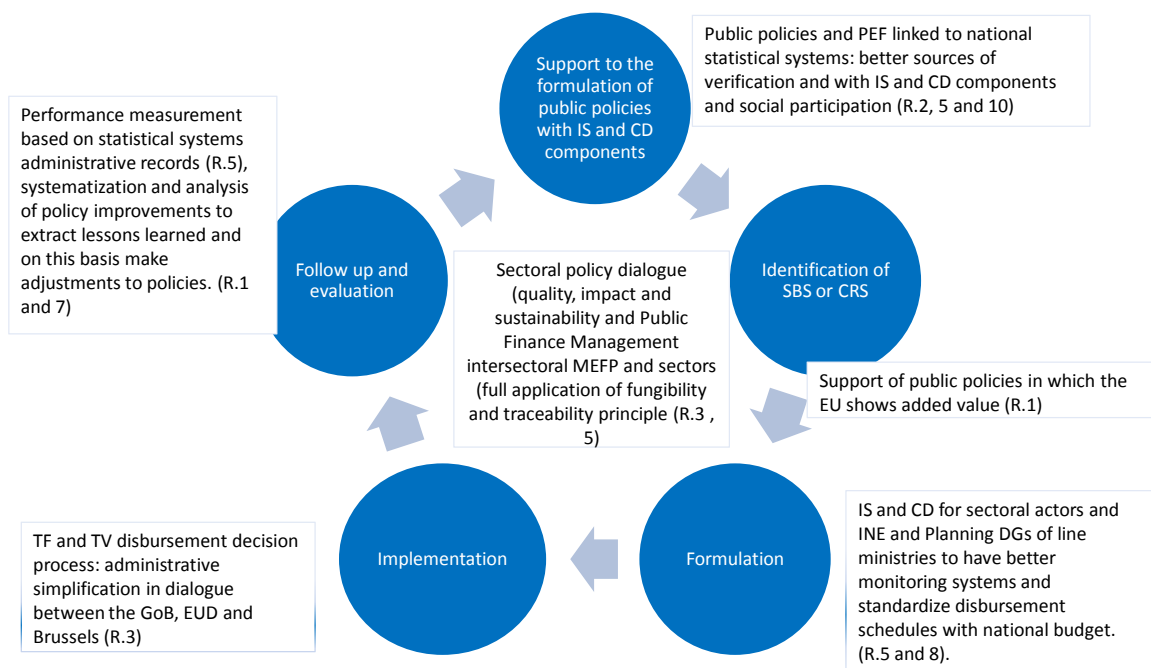 Support to the
formulation of
public policies
with IS and CD
components
Public policies and PEF linked to national
statistical systems: better sources of
verification and with IS and CD components
and social participation (R.2, 5 and 10)
Identification of
SBS or CRS
Support of public policies in which the
EU shows added value (R.1)
Formulation
IS and CD for sectoral actors and
INE and Planning DGs of line
ministries to have better
monitoring systems and
standardize disbursement
schedules with national budget.
(R.5 and 8).
Implementation
TF and TV disbursement decision
process: administrative
simplification in dialogue
between the GoB, EUD and
Brussels (R.3)
Follow up and
evaluation
Performance measurement
based on statistical systems
administrative records (R.5),
systematization and analysis
of policy improvements to
extract lessons learned and
on this basis make
adjustments to policies. (R.1
and 7)
Sectoral policy dialogue
(quality, impact and
sustainability and Public
Finance Management
intersectoral MEFP and sectors
(full application of fungibility
and traceability principle (R.3 ,
5)